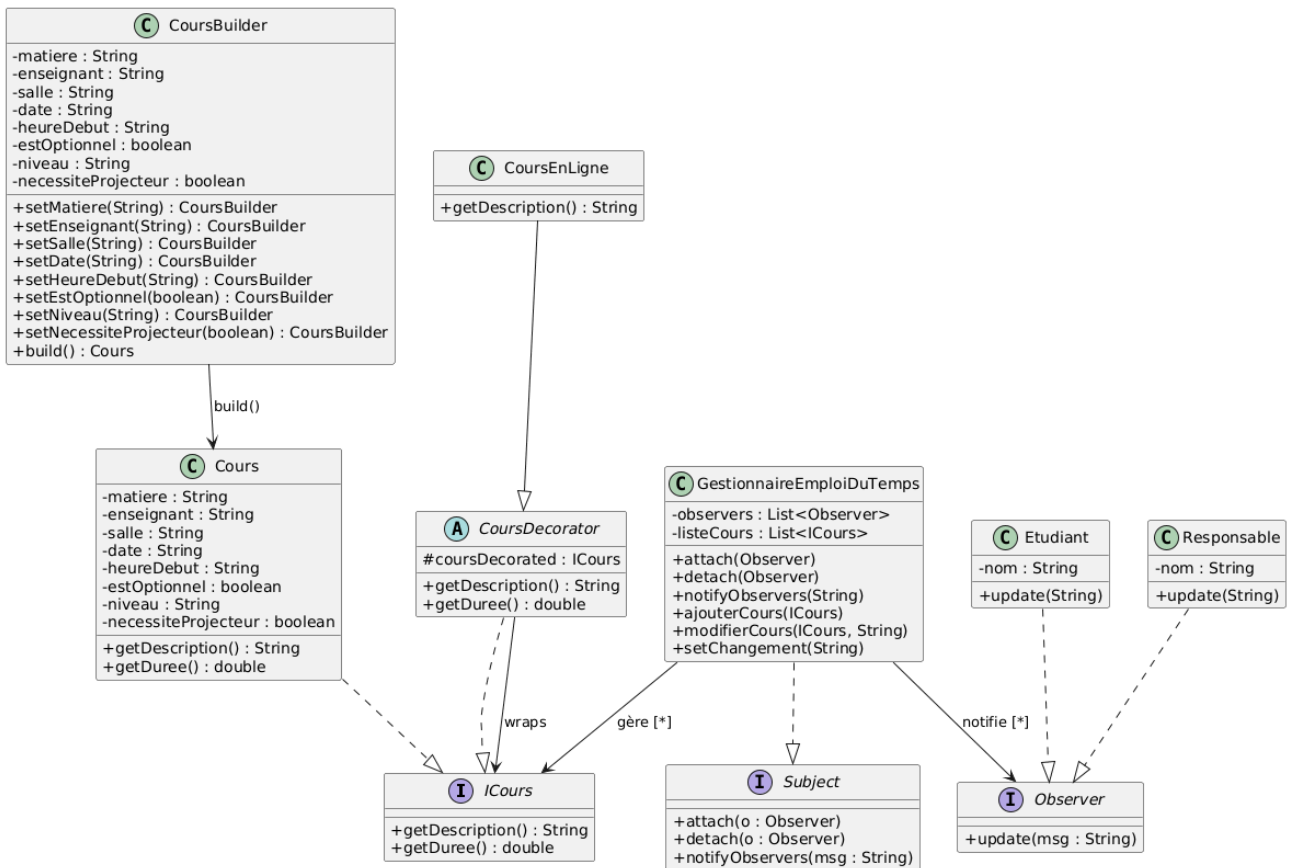 C CoursBuilder
-matiere : String
-enseignant : String
-salle : String
-date : String
-heureDebut : String
-estOptionnel : boolean
-niveau : String
-necessiteProjecteur : boolean
+setMatiere(String) : CoursBuilder
+setEnseignant(String) : CoursBuilder
+setSalle(String) : CoursBuilder
+setDate(String) : CoursBuilder
+setHeureDebut(String) : CoursBuilder
+setEstOptionnel(boolean) : CoursBuilder
+setNiveau(String) : CoursBuilder
+setNecessiteProjecteur(boolean) : CoursBuilder
+build() : Cours
C CoursEnLigne
+getDescription() : String
build()
C Cours
-matiere : String
-enseignant : String
-salle : String
-date : String
-heureDebut : String
-estOptionnel : boolean
-niveau : String
-necessiteProjecteur : boolean
+getDescription() : String
+getDuree() : double
A CoursDecorator
#coursDecorated : ICours
+getDescription() : String
+getDuree() : double
C GestionnaireEmploiDuTemps
-observers : List<Observer>
-listeCours : List<ICours>
+attach(Observer)
+detach(Observer)
+notifyObservers(String)
+ajouterCours(ICours)
+modifierCours(ICours, String)
+setChangement(String)
C Etudiant
-nom : String
+update(String)
C Responsable
-nom : String
+update(String)
wraps
gère [*]
notifie [*]
I ICours
+getDescription() : String
+getDuree() : double
I Subject
+attach(o : Observer)
+detach(o : Observer)
+notifyObservers(msg : String)
I Observer
+update(msg : String)